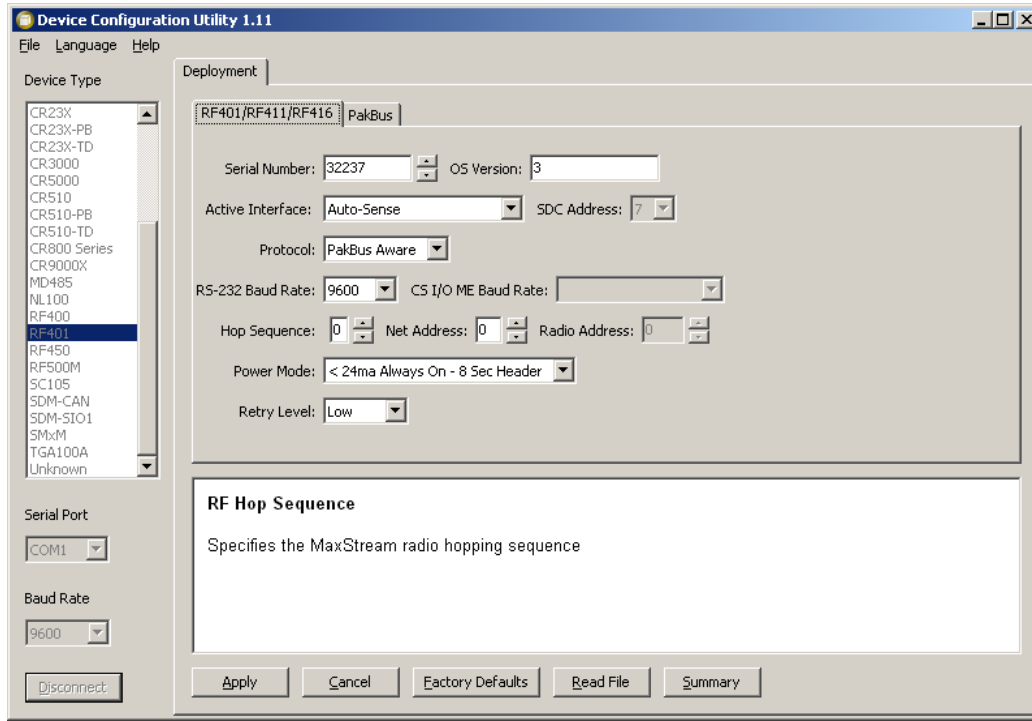 Device Configuration Utility 1.11
File Language Help
Device Type
CR23X
CR23X-PB
CR23X-TD
CR3000
CR5000
CR510
CR510-PB
CR510-TD
CR800 Series
CR9000X
MD485
NL100
RF400
RF401
RF450
RF500M
SC105
SDM-CAN
SDM-SIO1
SMxM
TGA100A
Unknown
Serial Port
COM1
Baud Rate
9600
Disconnect
Deployment
RF401/RF411/RF416 PakBus
Serial Number: 32237 OS Version: 3
Active Interface: Auto-Sense SDC Address: 7
Protocol: PakBus Aware
RS-232 Baud Rate: 9600 CS I/O ME Baud Rate:
Hop Sequence: 0 Net Address: 0 Radio Address: 0
Power Mode: < 24ma Always On - 8 Sec Header
Retry Level: Low
RF Hop Sequence
Specifies the MaxStream radio hopping sequence
Apply Cancel Factory Defaults Read File Summary